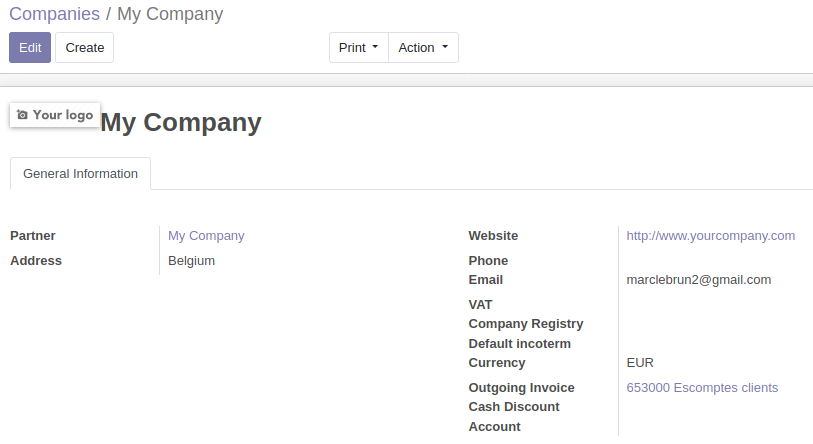 Companies / My Company
Edit Create Print Action
Your logo My Company
General Information
Partner My Company
Address Belgium
Website http://www.yourcompany.com
Phone
Email marclebrun2@gmail.com
VAT
Company Registry
Default incoterm
Currency EUR
Outgoing Invoice 653000 Escomptes clients
Cash Discount
Account